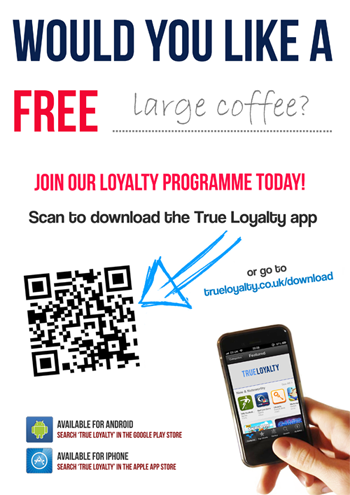 WOULD YOU LIKE A
FREE large coffee?
JOIN OUR LOYALTY PROGRAMME TODAY!
Scan to download the True Loyalty app
or go to
trueloyalty.co.uk/download
TRUELOYALTY
AVAILABLE FOR ANDROID
SEARCH 'TRUE LOYALTY' IN THE GOOGLE PLAY STORE
AVAILABLE FOR IPHONE
SEARCH 'TRUE LOYALTY' IN THE APPLE APP STORE